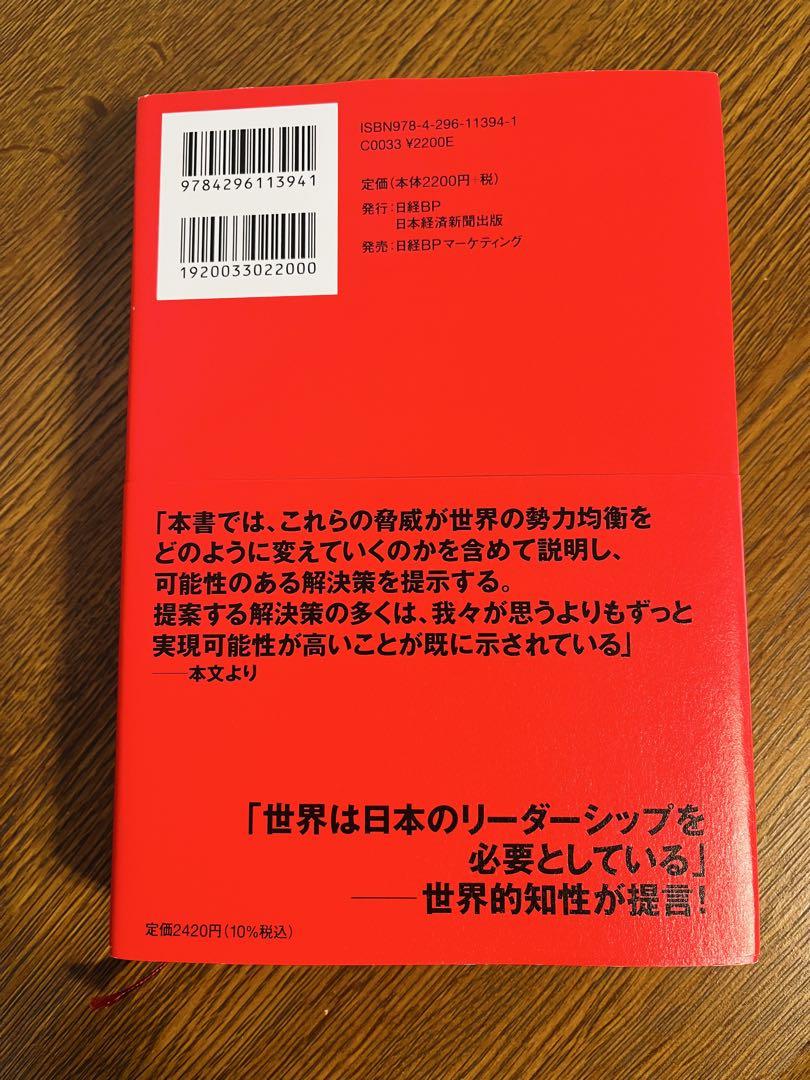 9784296113941
1920033022000
ISBN978-4-296-11394-1
C0033 ¥2200E
定価(本体2200円+税)
発行:日経BP
日本経済新聞出版
発売:日経BPマーケティング
「本書では、これらの脅威が世界の勢力均衡を
どのように変えていくのかを含めて説明し、
可能性のある解決策を提示する。
提案する解決策の多くは、我々が思うよりもずっと
実現可能性が高いことが既に示されている」
──本文より
「世界は日本のリーダーシップを
必要としている」
──世界的知性が提言!
定価2420円(10%税込)